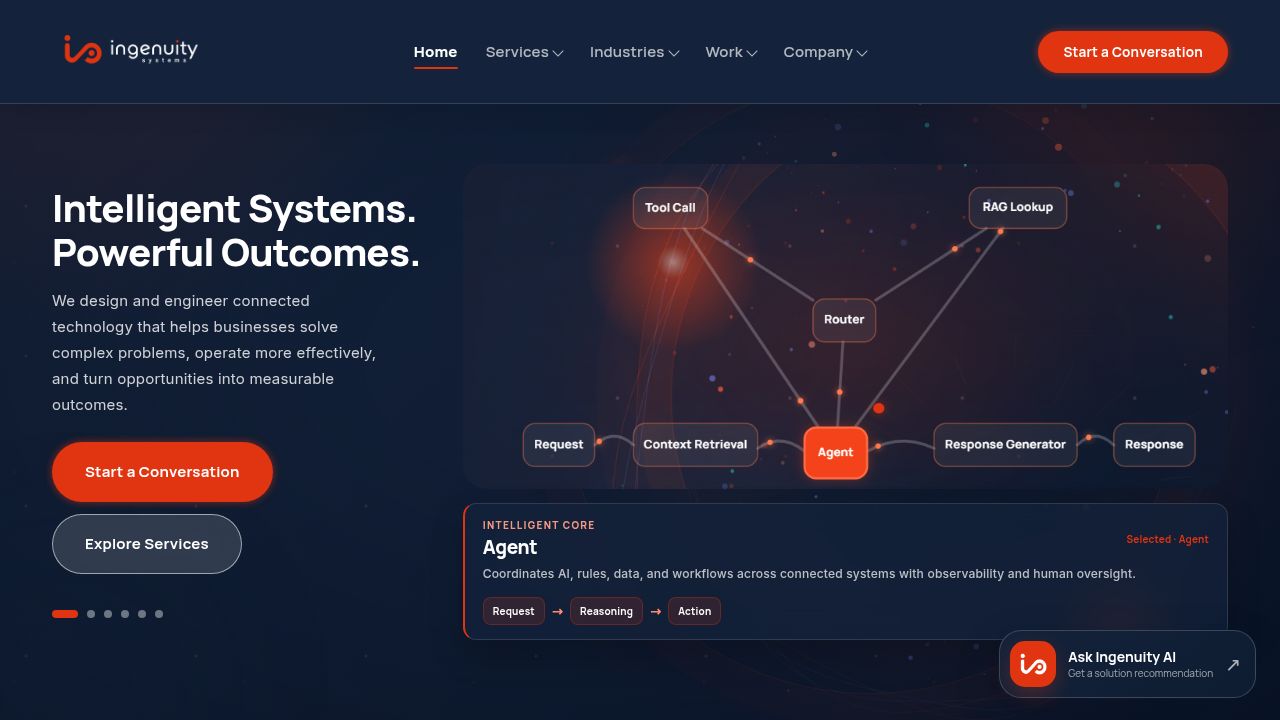 ingenuity
systems
Home
Services
Industries
Work
Company
Start a Conversation
Intelligent Systems.
Powerful Outcomes.
We design and engineer connected
technology that helps businesses solve
complex problems, operate more effectively,
and turn opportunities into measurable
outcomes.
Start a Conversation
Explore Services
Tool Call
RAG Lookup
Router
Request
Context Retrieval
Agent
Response Generator
Response
INTELLIGENT CORE
Agent
Selected · Agent
Coordinates AI, rules, data, and workflows across connected systems with observability and human oversight.
Request → Reasoning → Action
Ask Ingenuity AI
Get a solution recommendation ↗